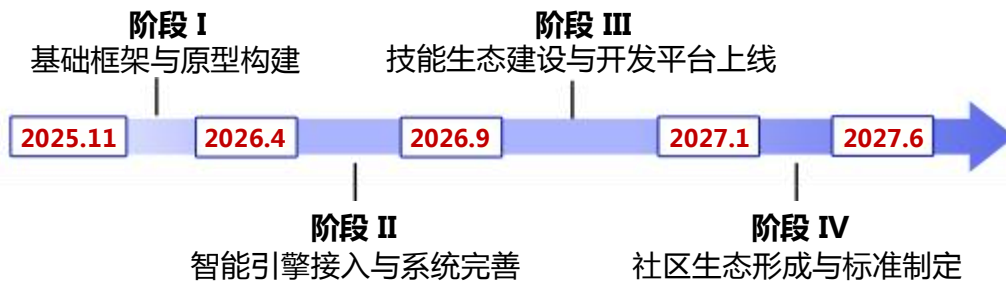 阶段 I
基础框架与原型构建
阶段 III
技能生态建设与开发平台上线
2025.11
2026.4
2026.9
2027.1
2027.6
阶段 II
智能引擎接入与系统完善
阶段 IV
社区生态形成与标准制定